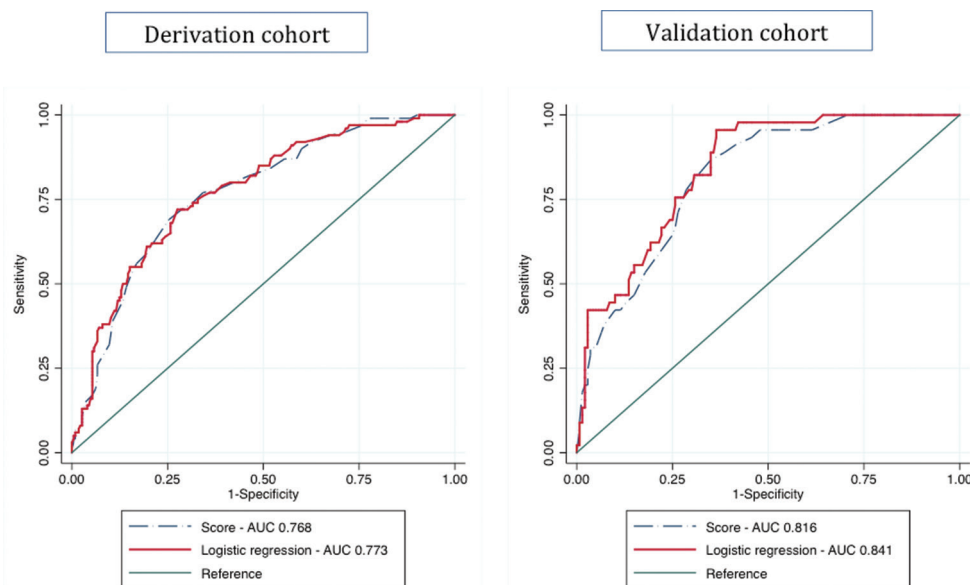 Derivation cohort
Validation cohort
1.00
0.75
0.50
0.25
0.00
Sensitivity
0.00 0.25 0.50 0.75 1.00
1-Specificity
Score - AUC 0.768
Logistic regression - AUC 0.773
Reference
1.00
0.75
0.50
0.25
0.00
Sensitivity
0.00 0.25 0.50 0.75 1.00
1-Specificity
Score - AUC 0.816
Logistic regression - AUC 0.841
Reference